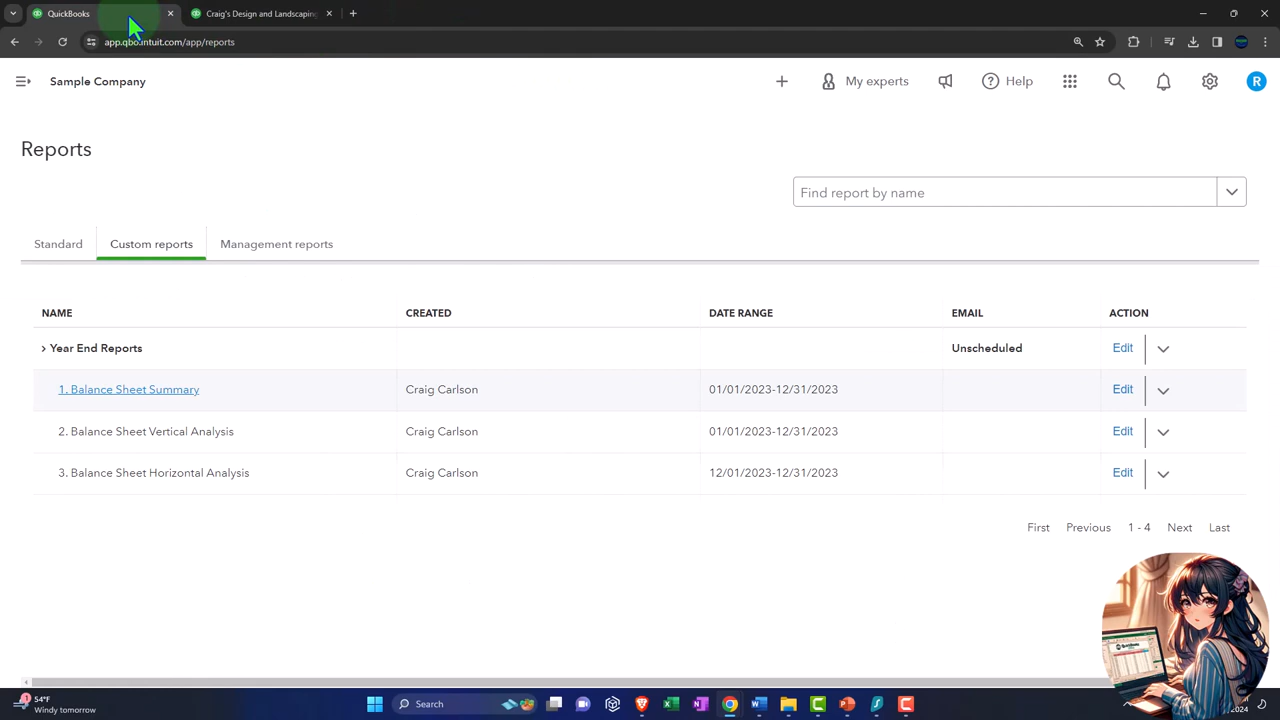 QuickBooks
Craig's Design and Landscaping
app.qbo.intuit.com/app/reports
Sample Company
My experts
Help
R
Reports
Find report by name
Standard
Custom reports
Management reports
NAME CREATED DATE RANGE EMAIL ACTION
Year End Reports Unscheduled Edit
1. Balance Sheet Summary Craig Carlson 01/01/2023-12/31/2023 Edit
2. Balance Sheet Vertical Analysis Craig Carlson 01/01/2023-12/31/2023 Edit
3. Balance Sheet Horizontal Analysis Craig Carlson 12/01/2023-12/31/2023 Edit
First Previous 1 - 4 Next Last
1 54°F
Windy tomorrow
Search